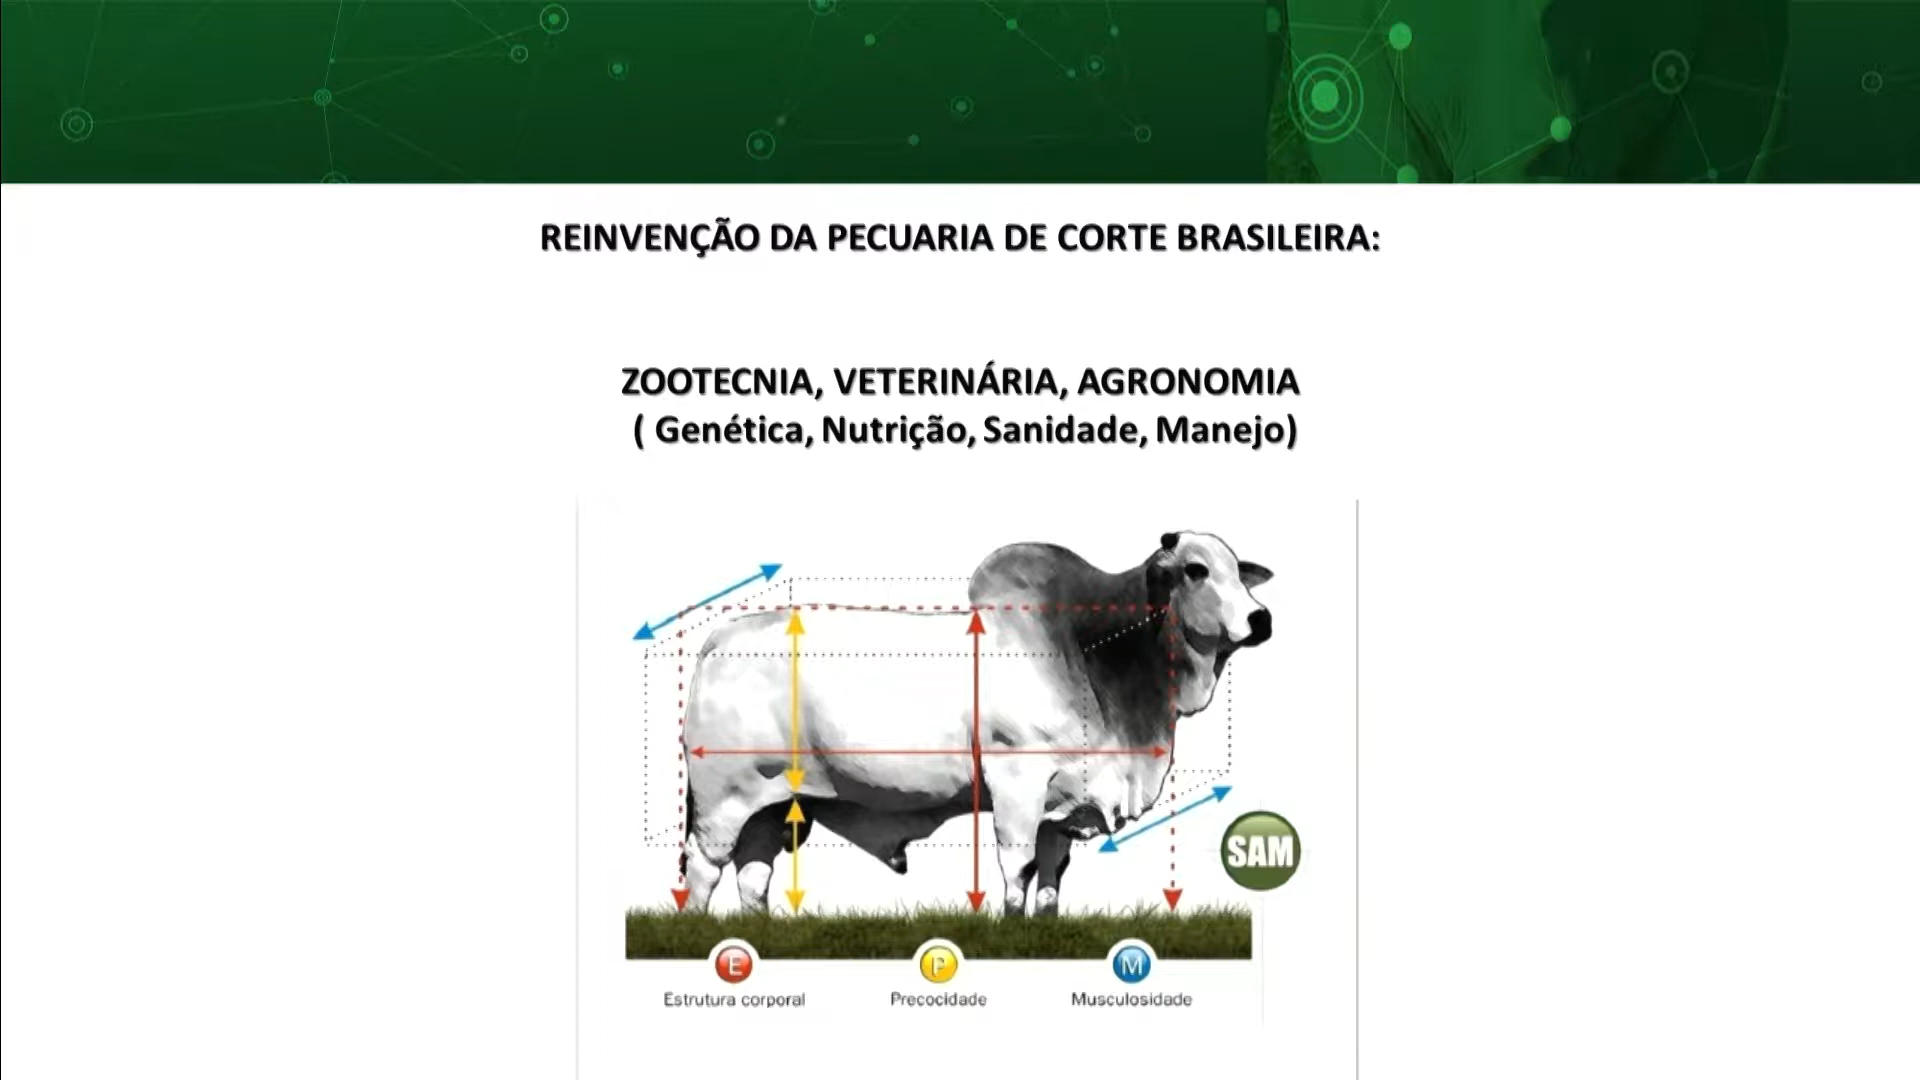 REINVENÇÃO DA PECUARIA DE CORTE BRASILEIRA:
ZOOTECNIA, VETERINÁRIA, AGRONOMIA
( Genética, Nutrição, Sanidade, Manejo)
SAM
E P M
Estrutura corporal Precocidade Musculosidade